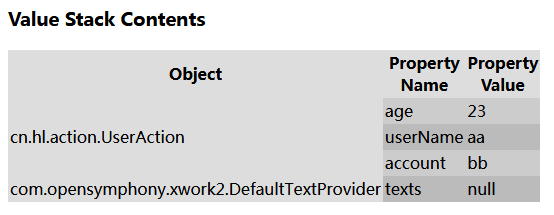 Value Stack Contents
Object Property Name Property Value
cn.hl.action.UserAction age 23
userName aa
account bb
com.opensymphony.xwork2.DefaultTextProvider texts null